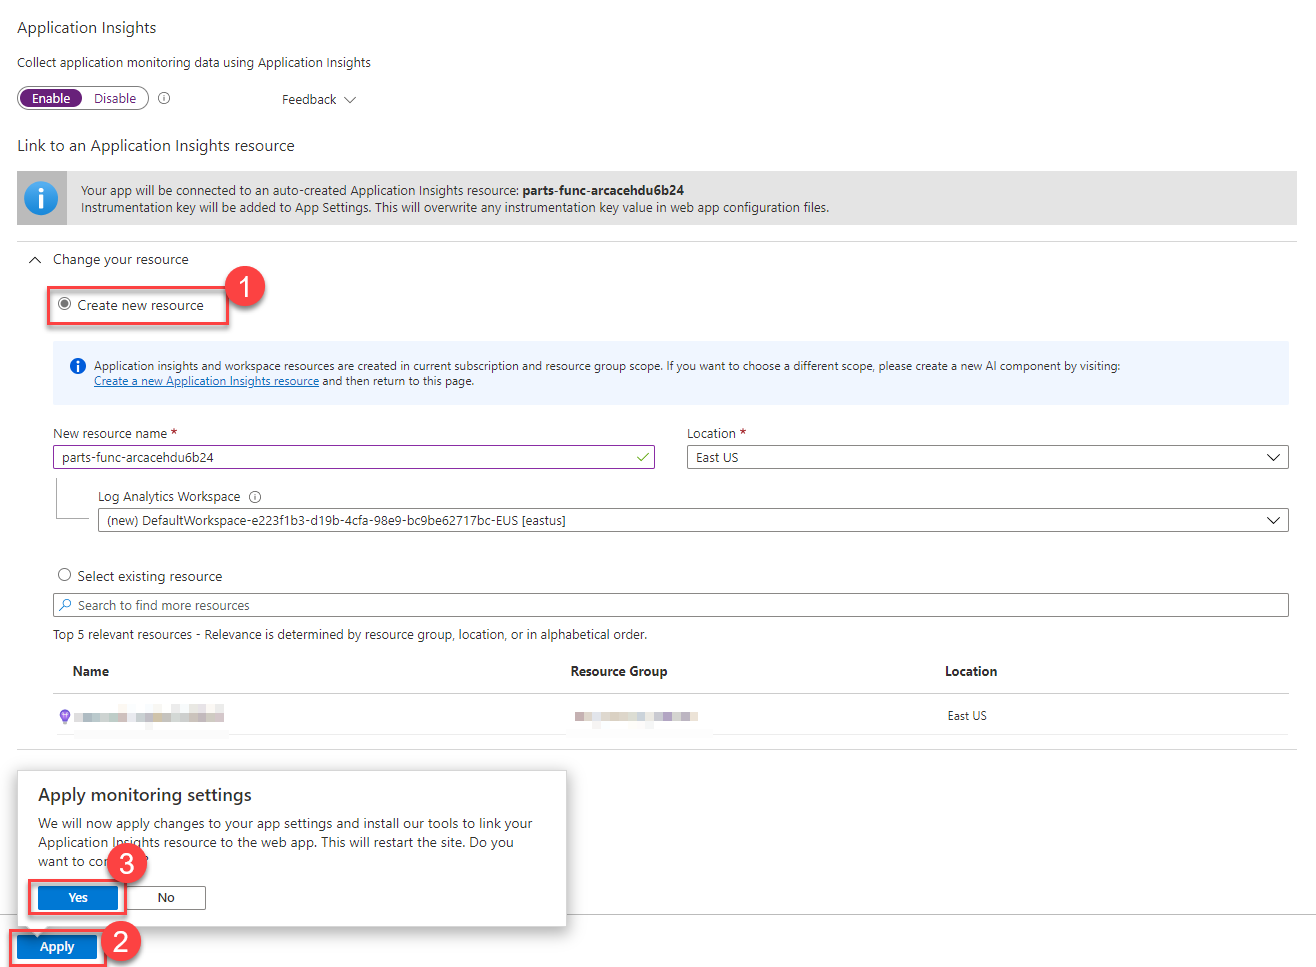 Application Insights
Collect application monitoring data using Application Insights
Enable Disable
Feedback
Link to an Application Insights resource
Your app will be connected to an auto-created Application Insights resource: parts-func-arcacehdu6b24
Instrumentation key will be added to App Settings. This will overwrite any instrumentation key value in web app configuration files.
Change your resource
1
Create new resource
Application insights and workspace resources are created in current subscription and resource group scope. If you want to choose a different scope, please create a new AI component by visiting:
Create a new Application Insights resource and then return to this page.
New resource name *
Location *
parts-func-arcacehdu6b24
East US
Log Analytics Workspace
(new) DefaultWorkspace-e223f1b3-d19b-4cfa-98e9-bc9be62717bc-EUS [eastus]
Select existing resource
Search to find more resources
Top 5 relevant resources - Relevance is determined by resource group, location, or in alphabetical order.
Name Resource Group Location
East US
Apply monitoring settings
We will now apply changes to your app settings and install our tools to link your
Application Insights resource to the web app. This will restart the site. Do you
want to
3
Yes No
Apply
2